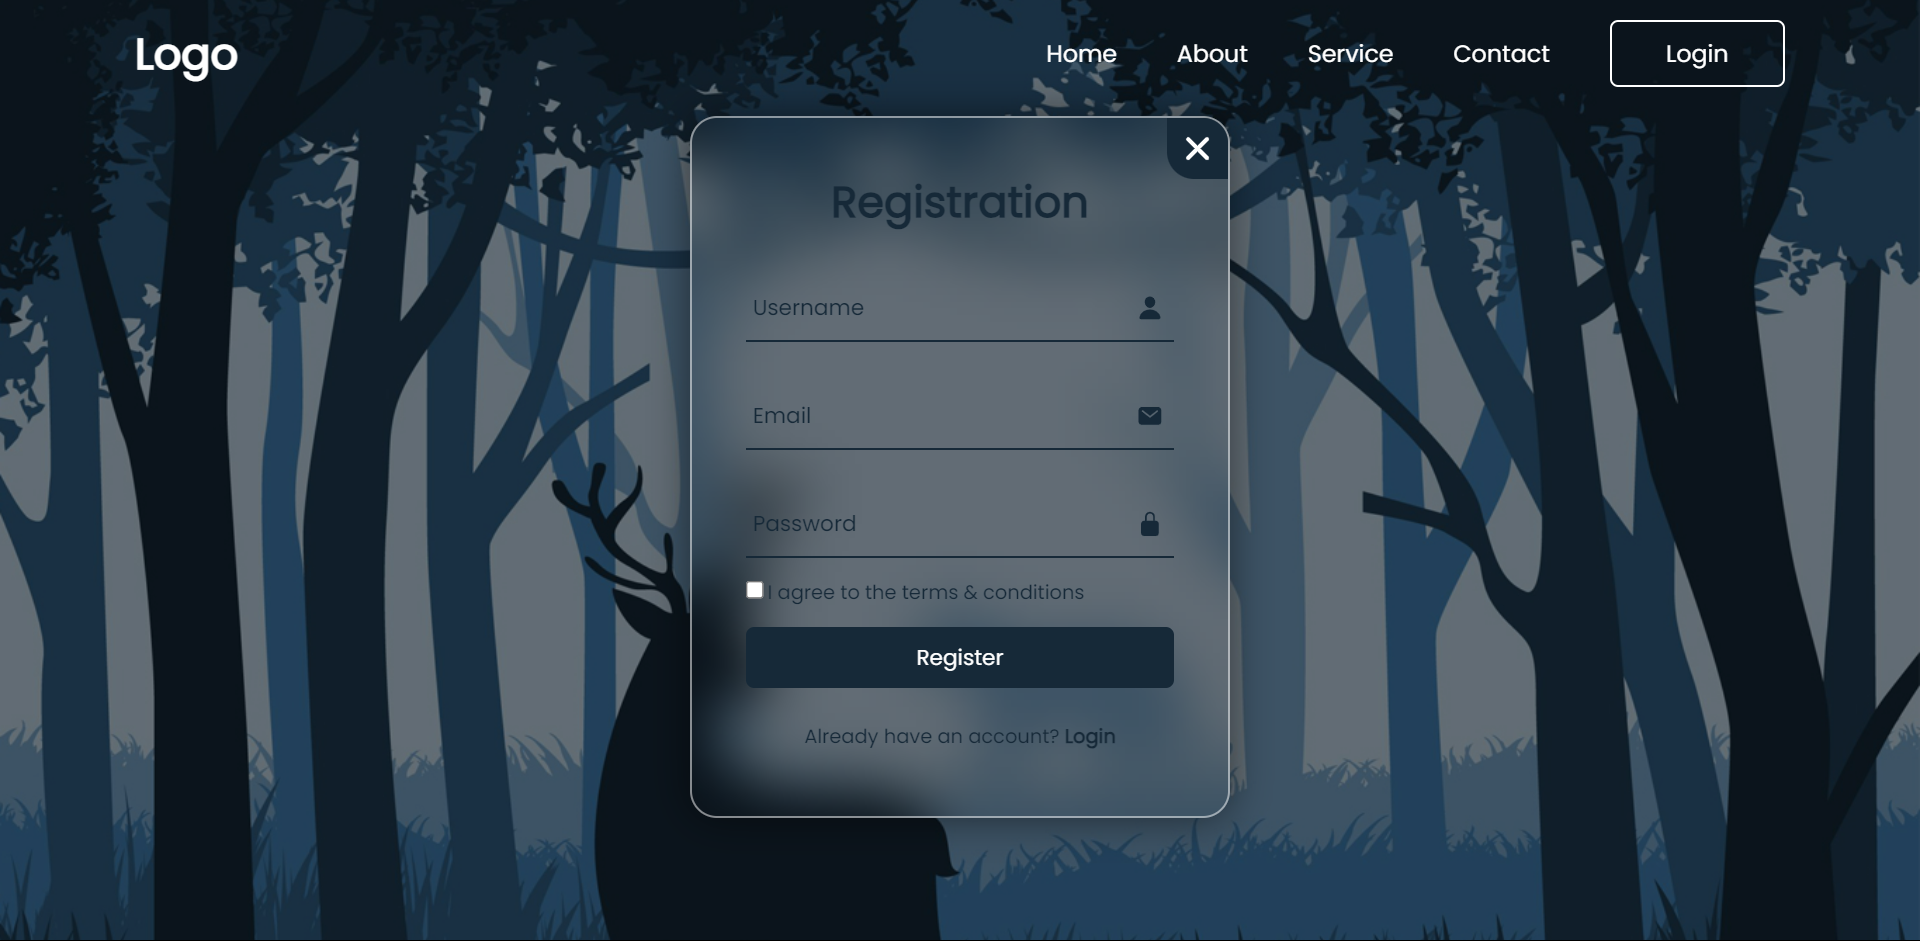 Logo
Home About Service Contact Login
Registration
Username
Email
Password
I agree to the terms & conditions
Register
Already have an account? Login